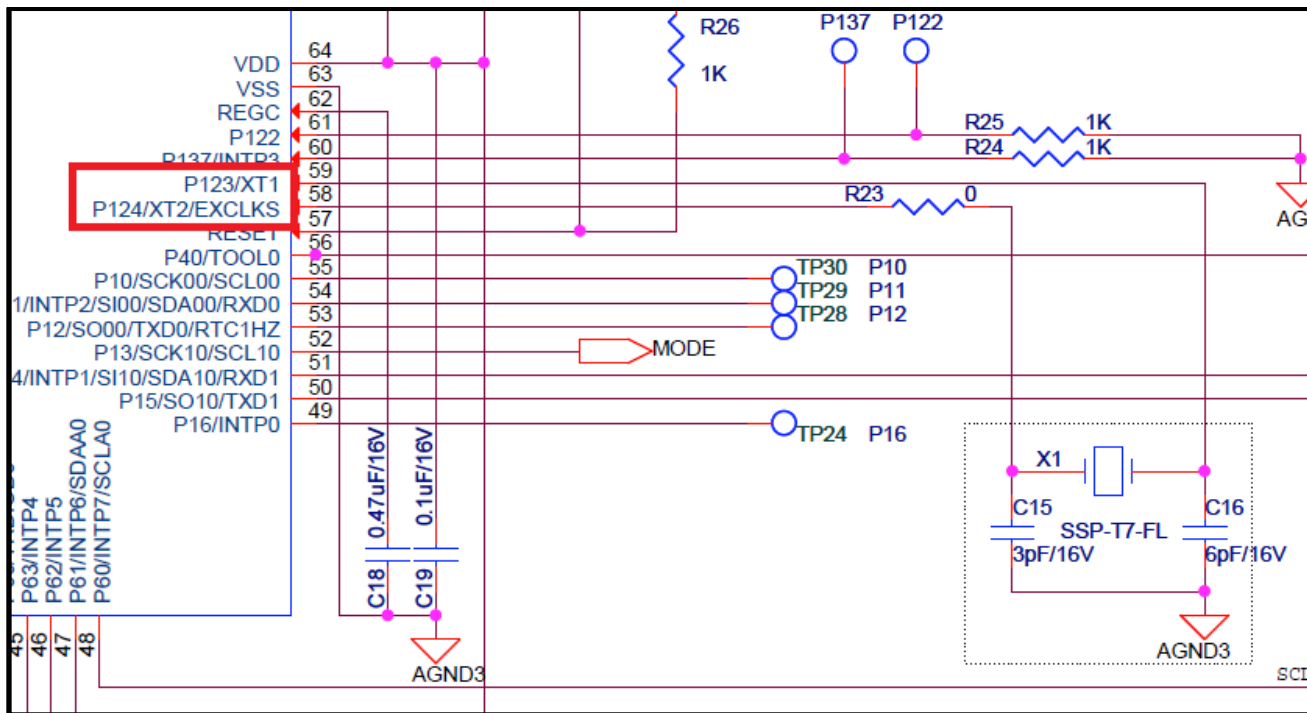 R26
1K
P137
P122
VDD
64
VSS
63
REGC
62
P122
61
R25
1K
P137/INTP3
60
R24
1K
P123/XT1
59
P124/XT2/EXCLKS
58
R23
0
RESET
57
P40/TOOL0
56
P10/SCK00/SCL00
55
TP30
P10
1/INTP2/SI00/SDA00/RXD0
54
TP29
P11
P12/SO00/TXD0/RTC1HZ
53
TP28
P12
P13/SCK10/SCL10
52
MODE
4/INTP1/SI10/SDA10/RXD1
51
P15/SO10/TXD1
50
P16/INTP0
49
TP24
P16
AG
0.47uF/16V
0.1uF/16V
C18
C19
AGND3
X1
C15
SSP-T7-FL
C16
3pF/16V
6pF/16V
AGND3
P63/INTP4
P62/INTP5
P61/INTP6/SDAA0
P60/INTP7/SCLA0
45
46
47
48
SCL